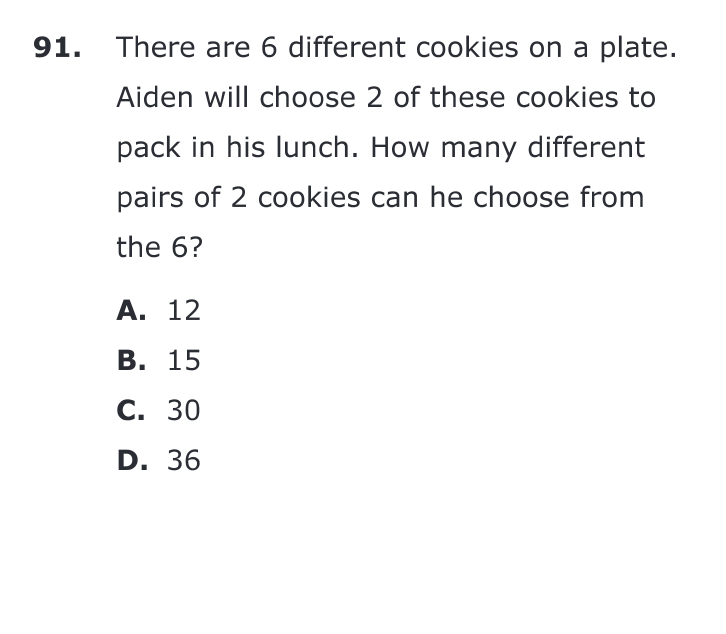 91. There are 6 different cookies on a plate.
Aiden will choose 2 of these cookies to
pack in his lunch. How many different
pairs of 2 cookies can he choose from
the 6?
A. 12
B. 15
C. 30
D. 36